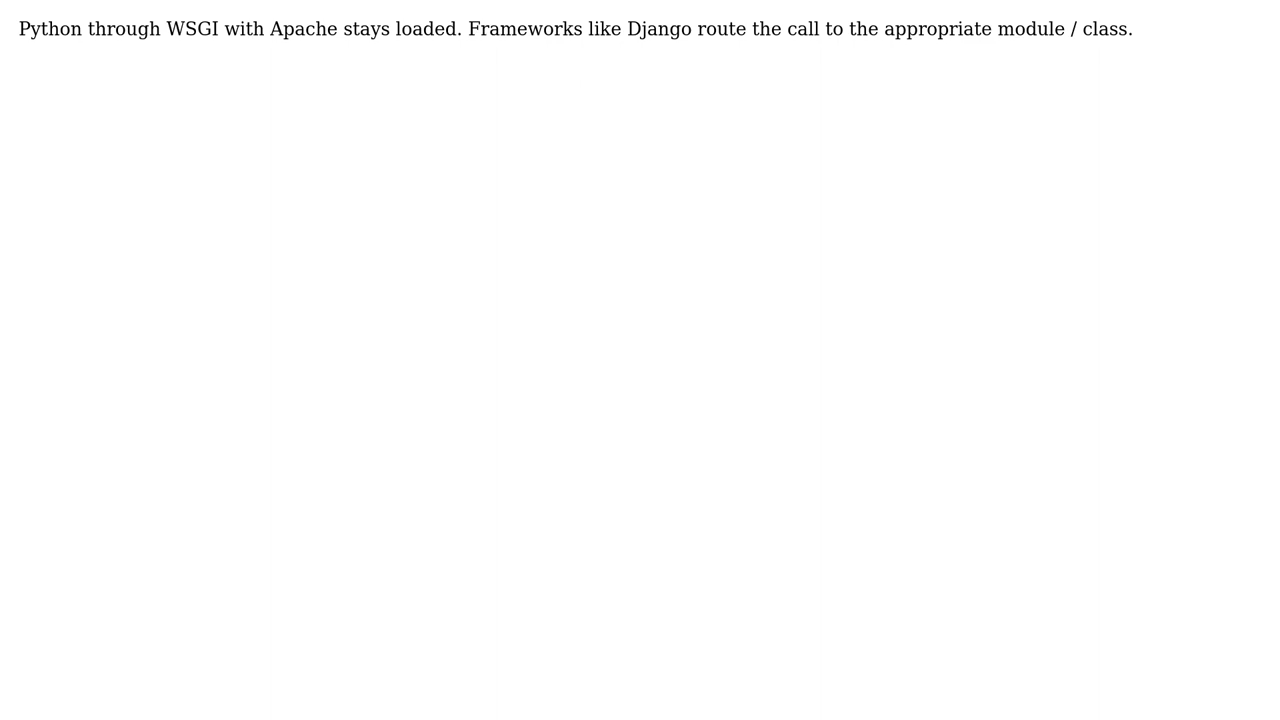 Python through WSGI with Apache stays loaded. Frameworks like Django route the call to the appropriate module / class.